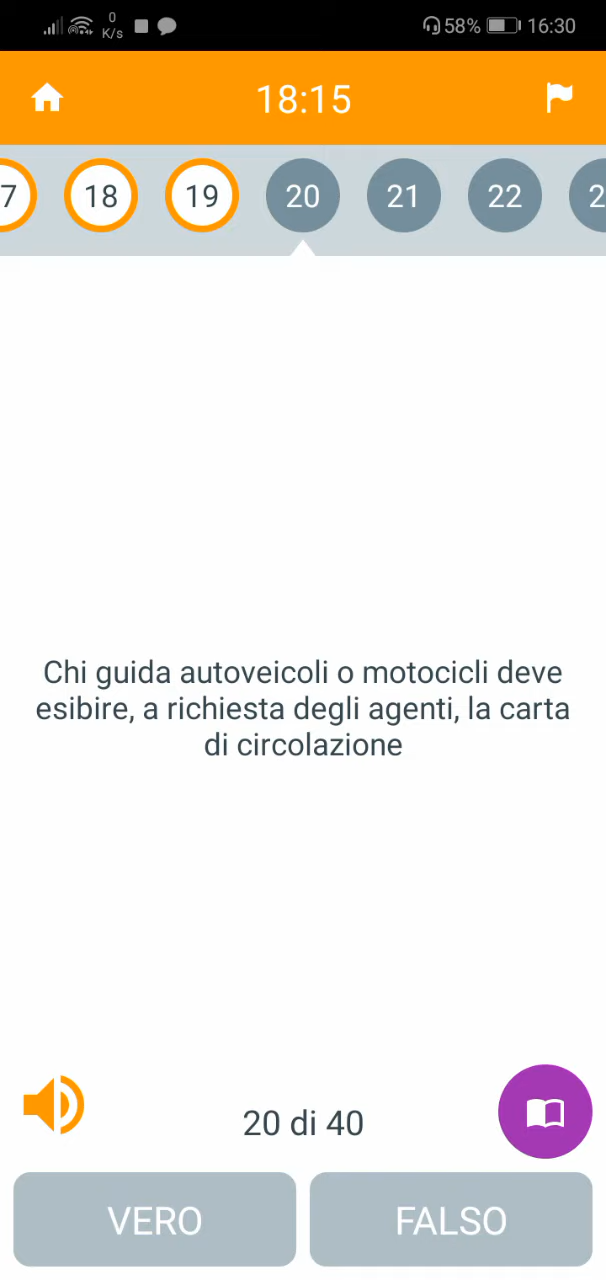 0
K/s
58%
16:30
18:15
7
18
19
20
21
22
2
Chi guida autoveicoli o motocicli deve
esibire, a richiesta degli agenti, la carta
di circolazione
20 di 40
VERO
FALSO